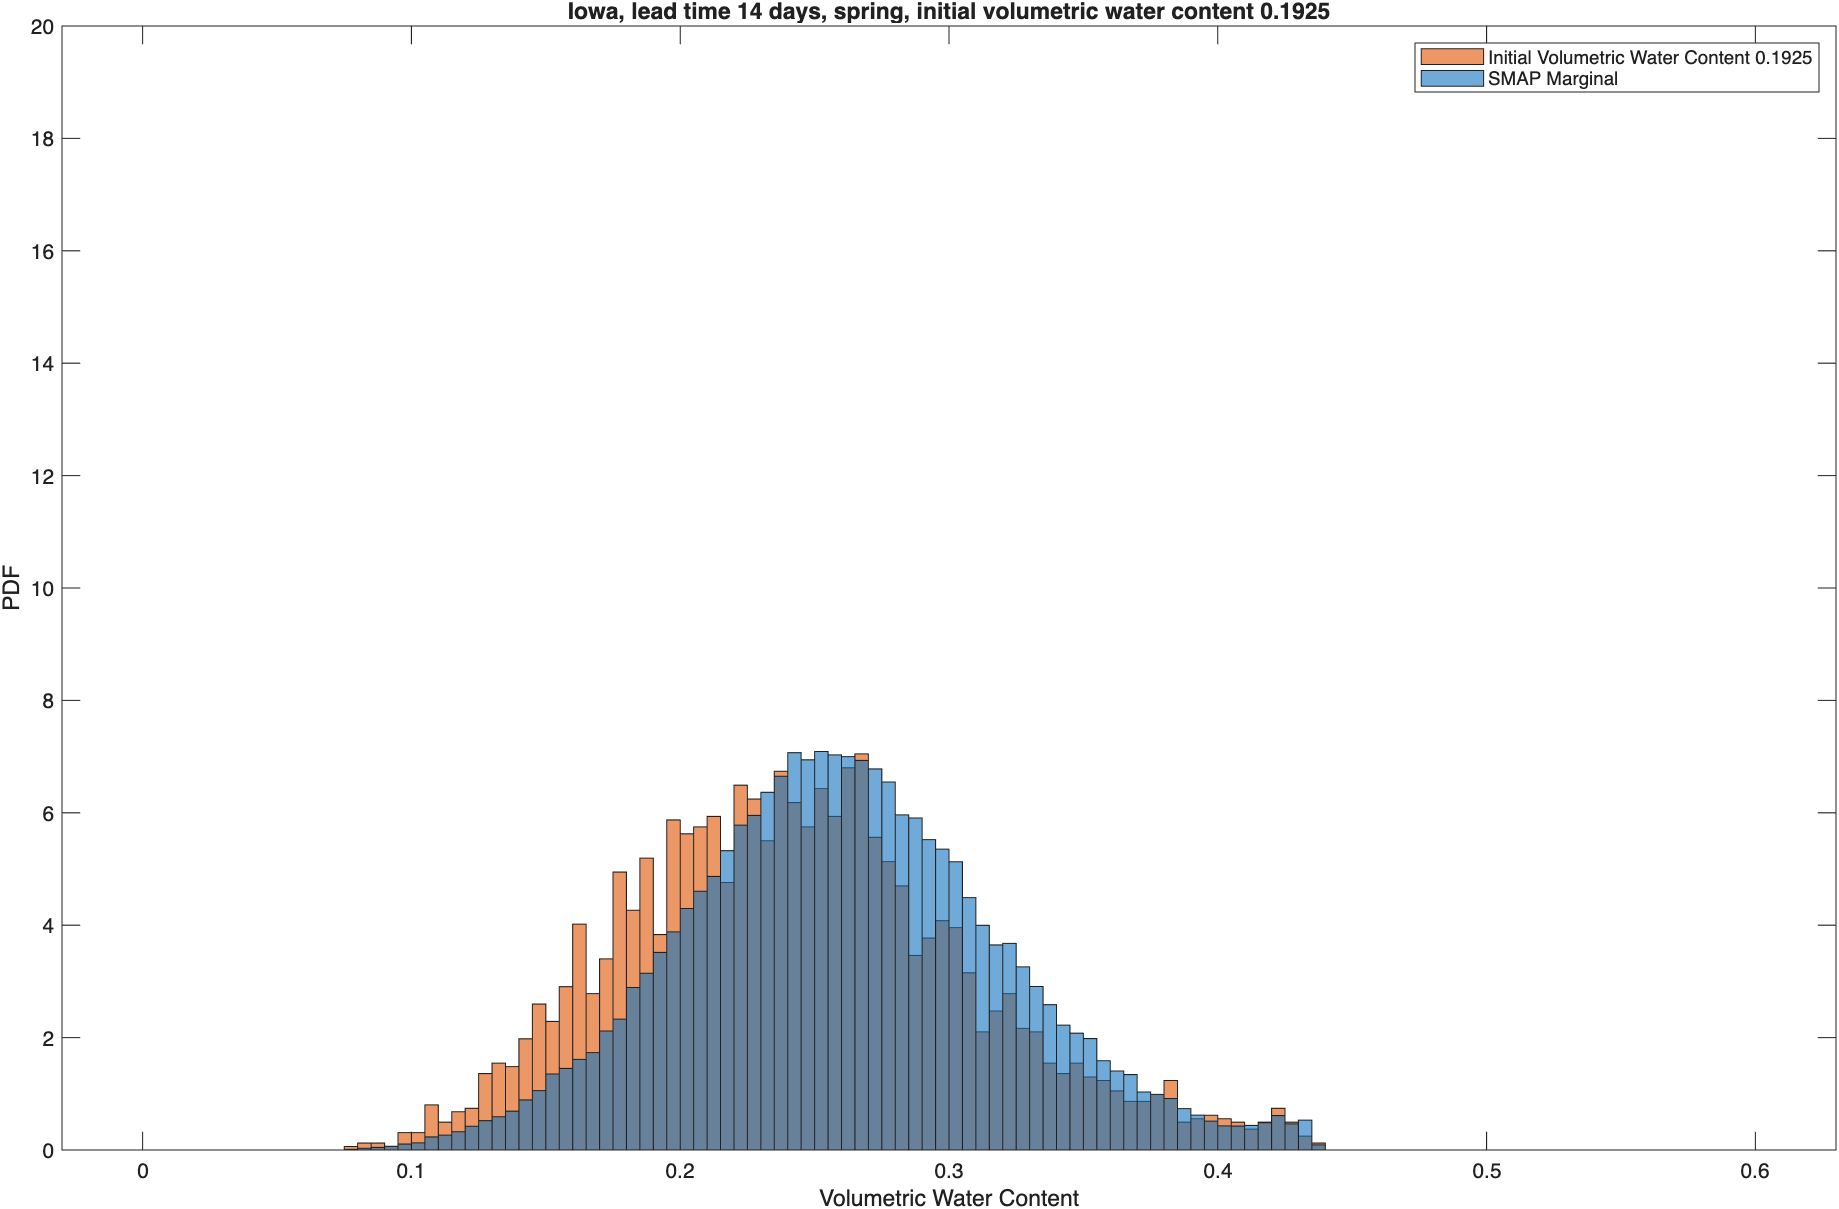 Iowa, lead time 14 days, spring, initial volumetric water content 0.1925
20
Initial Volumetric Water Content 0.1925
SMAP Marginal
18
16
14
12
10
PDF
8
6
4
2
0
0 0.1 0.2 0.3 0.4 0.5 0.6
Volumetric Water Content